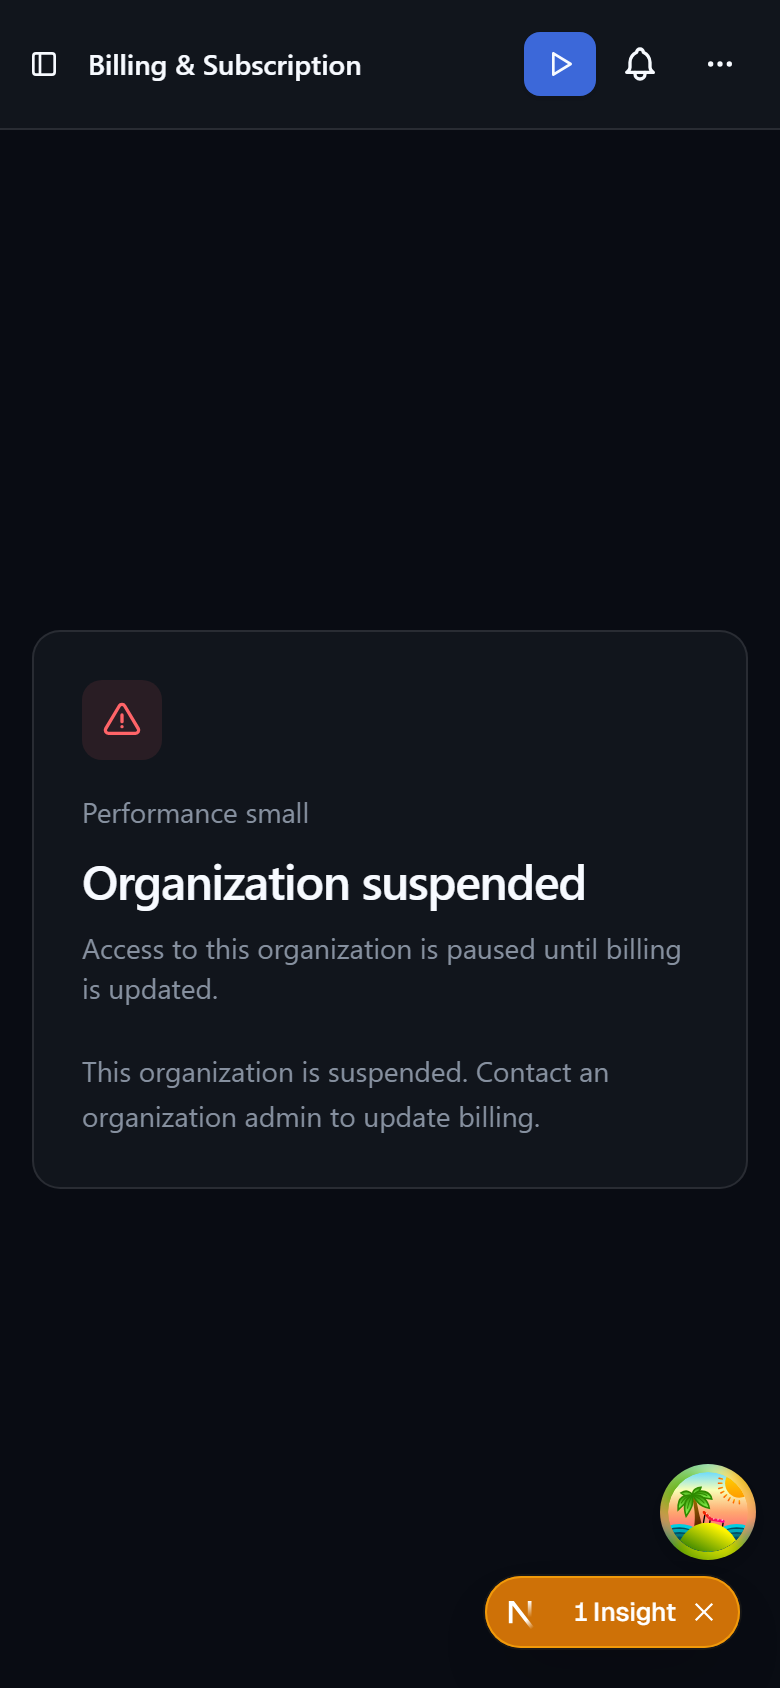 Billing & Subscription
Performance small
Organization suspended
Access to this organization is paused until billing
is updated.
This organization is suspended. Contact an
organization admin to update billing.
N 1 Insight